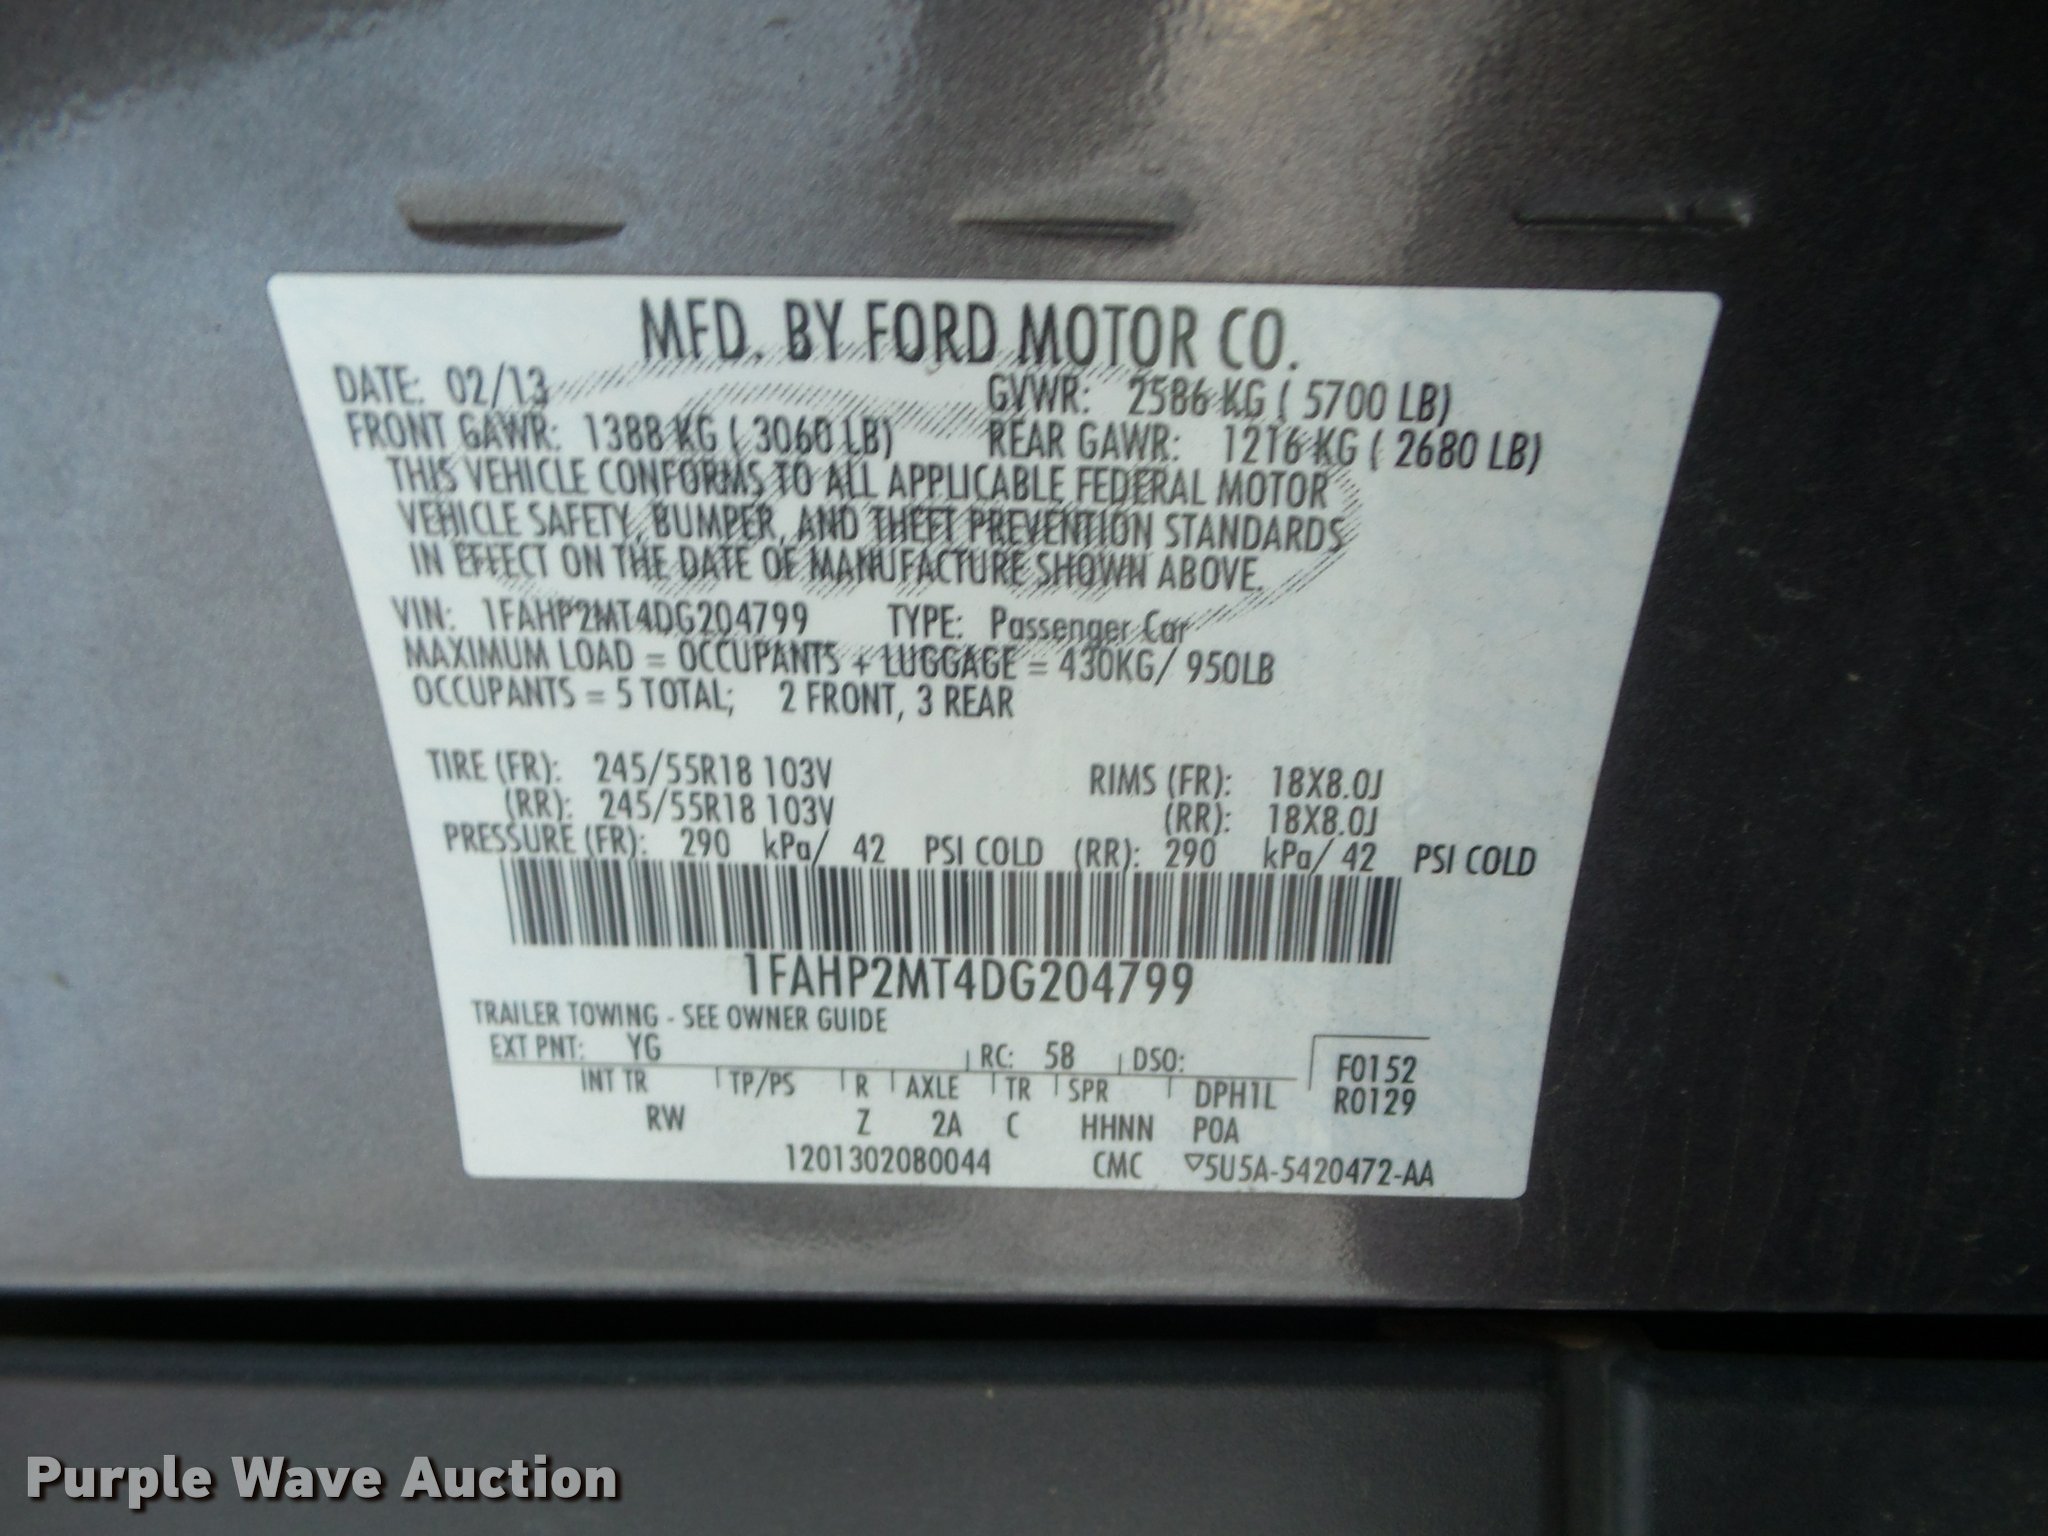 MFD. BY FORD MOTOR CO.
DATE: 02/13 GVWR: 2586 KG ( 5700 LB)
FRONT GAWR: 1388 KG ( 3060 LB) REAR GAWR: 1216 KG ( 2680 LB)
THIS VEHICLE CONFORMS TO ALL APPLICABLE FEDERAL MOTOR
VEHICLE SAFETY, BUMPER, AND THEFT PREVENTION STANDARDS
IN EFFECT ON THE DATE OF MANUFACTURE SHOWN ABOVE.
VIN: 1FAHP2MT4DG204799 TYPE: Passenger Car
MAXIMUM LOAD = OCCUPANTS + LUGGAGE = 430KG/ 950LB
OCCUPANTS = 5 TOTAL; 2 FRONT, 3 REAR
TIRE (FR): 245/55R18 103V RIMS (FR): 18X8.0J
(RR): 245/55R18 103V (RR): 18X8.0J
PRESSURE (FR): 290 kPa/ 42 PSI COLD (RR): 290 kPa/ 42 PSI COLD
1FAHP2MT4DG204799
TRAILER TOWING - SEE OWNER GUIDE
EXT PNT: YG RC: 58 DSO: F0152
INT TR TP/PS R AXLE TR SPR DPH1L R0129
RW Z 2A C HHNN POA
1201302080044 CMC ▽5U5A-5420472-AA
Purple Wave Auction